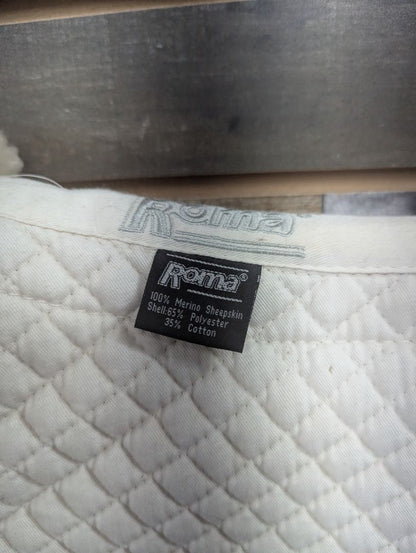 Roma®
Roma®
100% Merino Sheepskin
Shell:65% Polyester
35% Cotton